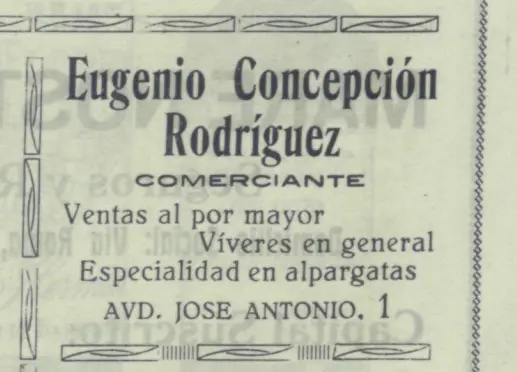 Eugenio Concepción
Rodríguez
COMERCIANTE
Ventas al por mayor
Víveres en general
Especialidad en alpargatas
AVD. JOSE ANTONIO, 1